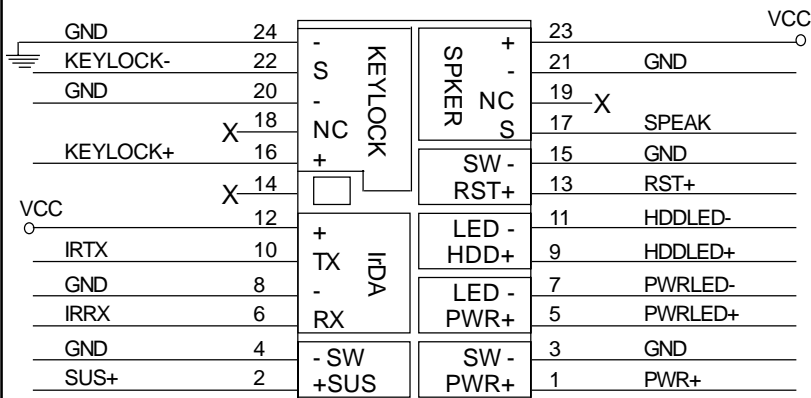 VCC
GND 24 - + 23
KEYLOCK- 22 S - 21 GND
GND 20 - NC 19 X
X 18 NC S 17 SPEAK
KEYLOCK SPKER
KEYLOCK+ 16 + SW - 15 GND
X 14 RST+ 13 RST+
VCC
12 + LED - 11 HDDLED-
IRTX 10 TX HDD+ 9 HDDLED+
IrDA
GND 8 - LED - 7 PWRLED-
IRRX 6 RX PWR+ 5 PWRLED+
GND 4 - SW SW - 3 GND
SUS+ 2 +SUS PWR+ 1 PWR+